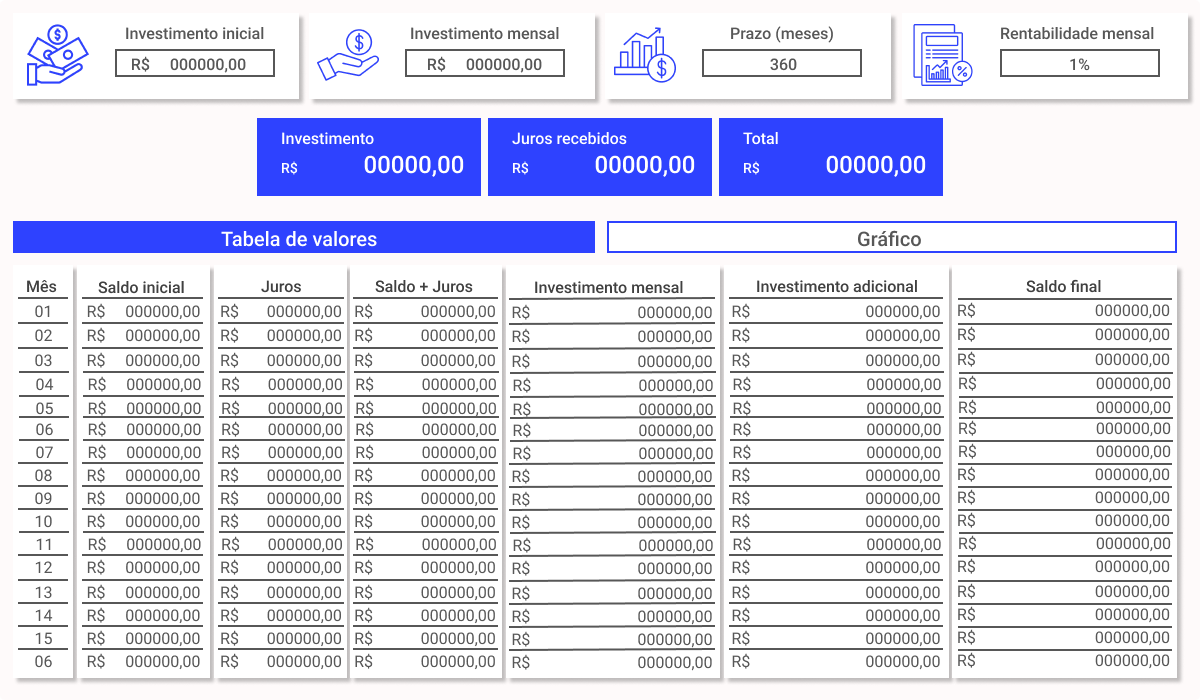 Investimento inicial
R$ 000000,00
Investimento mensal
R$ 000000,00
Prazo (meses)
360
Rentabilidade mensal
1%
Investimento
R$ 00000,00
Juros recebidos
R$ 00000,00
Total
R$ 00000,00
Tabela de valores
Gráfico
Mês Saldo inicial Juros Saldo + Juros Investimento mensal Investimento adicional Saldo final
01 R$ 000000,00 R$ 000000,00 R$ 000000,00 R$ 000000,00 R$ 000000,00 R$ 000000,00
02 R$ 000000,00 R$ 000000,00 R$ 000000,00 R$ 000000,00 R$ 000000,00 R$ 000000,00
03 R$ 000000,00 R$ 000000,00 R$ 000000,00 R$ 000000,00 R$ 000000,00 R$ 000000,00
04 R$ 000000,00 R$ 000000,00 R$ 000000,00 R$ 000000,00 R$ 000000,00 R$ 000000,00
05 R$ 000000,00 R$ 000000,00 R$ 000000,00 R$ 000000,00 R$ 000000,00 R$ 000000,00
06 R$ 000000,00 R$ 000000,00 R$ 000000,00 R$ 000000,00 R$ 000000,00 R$ 000000,00
07 R$ 000000,00 R$ 000000,00 R$ 000000,00 R$ 000000,00 R$ 000000,00 R$ 000000,00
08 R$ 000000,00 R$ 000000,00 R$ 000000,00 R$ 000000,00 R$ 000000,00 R$ 000000,00
09 R$ 000000,00 R$ 000000,00 R$ 000000,00 R$ 000000,00 R$ 000000,00 R$ 000000,00
10 R$ 000000,00 R$ 000000,00 R$ 000000,00 R$ 000000,00 R$ 000000,00 R$ 000000,00
11 R$ 000000,00 R$ 000000,00 R$ 000000,00 R$ 000000,00 R$ 000000,00 R$ 000000,00
12 R$ 000000,00 R$ 000000,00 R$ 000000,00 R$ 000000,00 R$ 000000,00 R$ 000000,00
13 R$ 000000,00 R$ 000000,00 R$ 000000,00 R$ 000000,00 R$ 000000,00 R$ 000000,00
14 R$ 000000,00 R$ 000000,00 R$ 000000,00 R$ 000000,00 R$ 000000,00 R$ 000000,00
15 R$ 000000,00 R$ 000000,00 R$ 000000,00 R$ 000000,00 R$ 000000,00 R$ 000000,00
06 R$ 000000,00 R$ 000000,00 R$ 000000,00 R$ 000000,00 R$ 000000,00 R$ 000000,00